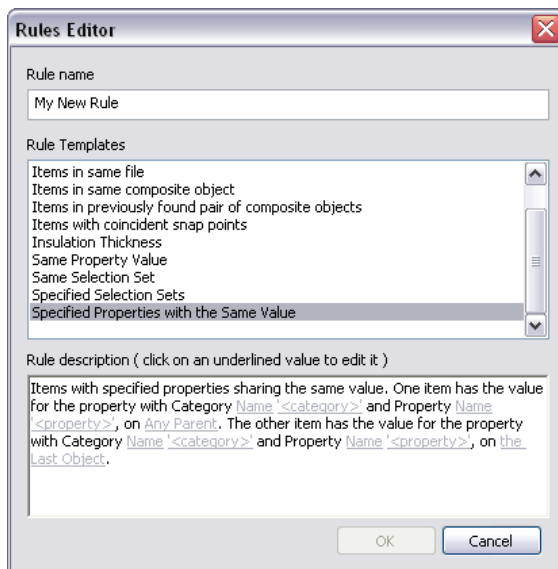 Rules Editor
Rule name
My New Rule
Rule Templates
Items in same file
Items in same composite object
Items in previously found pair of composite objects
Items with coincident snap points
Insulation Thickness
Same Property Value
Same Selection Set
Specified Selection Sets
Specified Properties with the Same Value
Rule description ( click on an underlined value to edit it )
Items with specified properties sharing the same value. One item has the value
for the property with Category Name '<category>' and Property Name
'<property>', on Any Parent. The other item has the value for the property
with Category Name '<category>' and Property Name '<property>', on the
Last Object.
OK Cancel